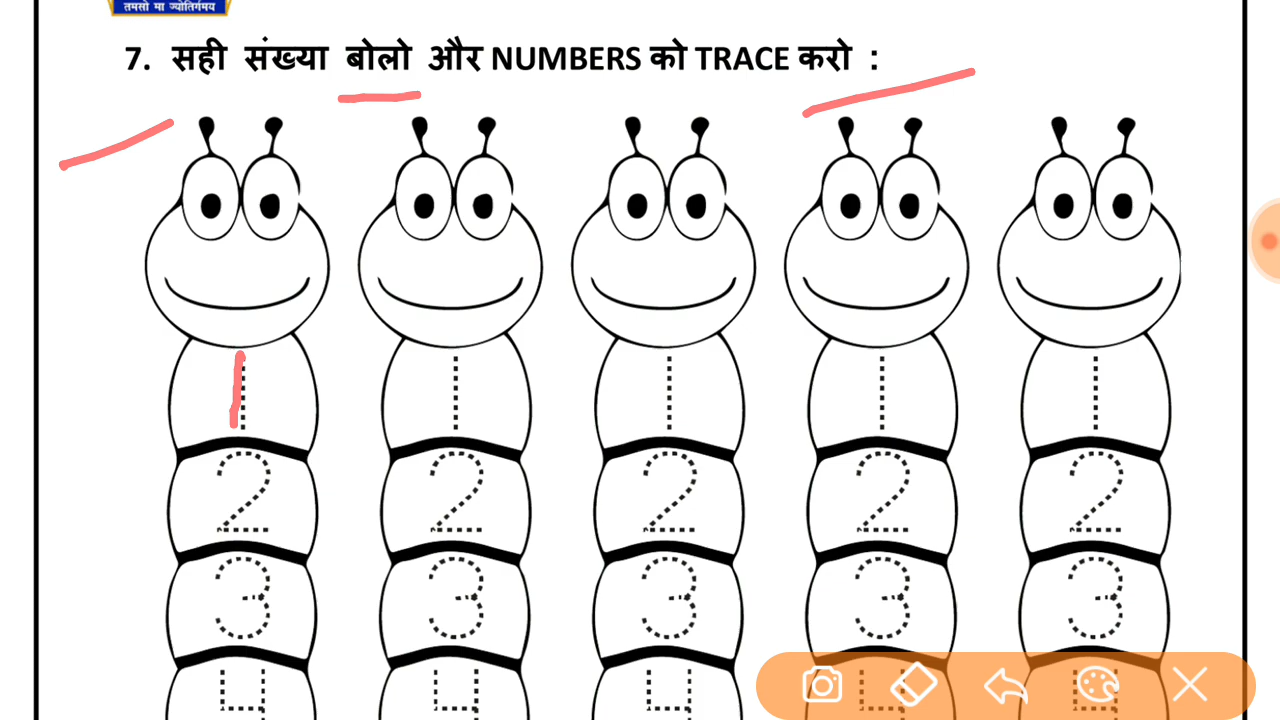 तमसो मा ज्योतिर्गमय
7. सही संख्या बोलो और NUMBERS को TRACE करो :
1 1 1 1 1
2 2 2 2 2
3 3 3 3 3
4 4 4 4 4